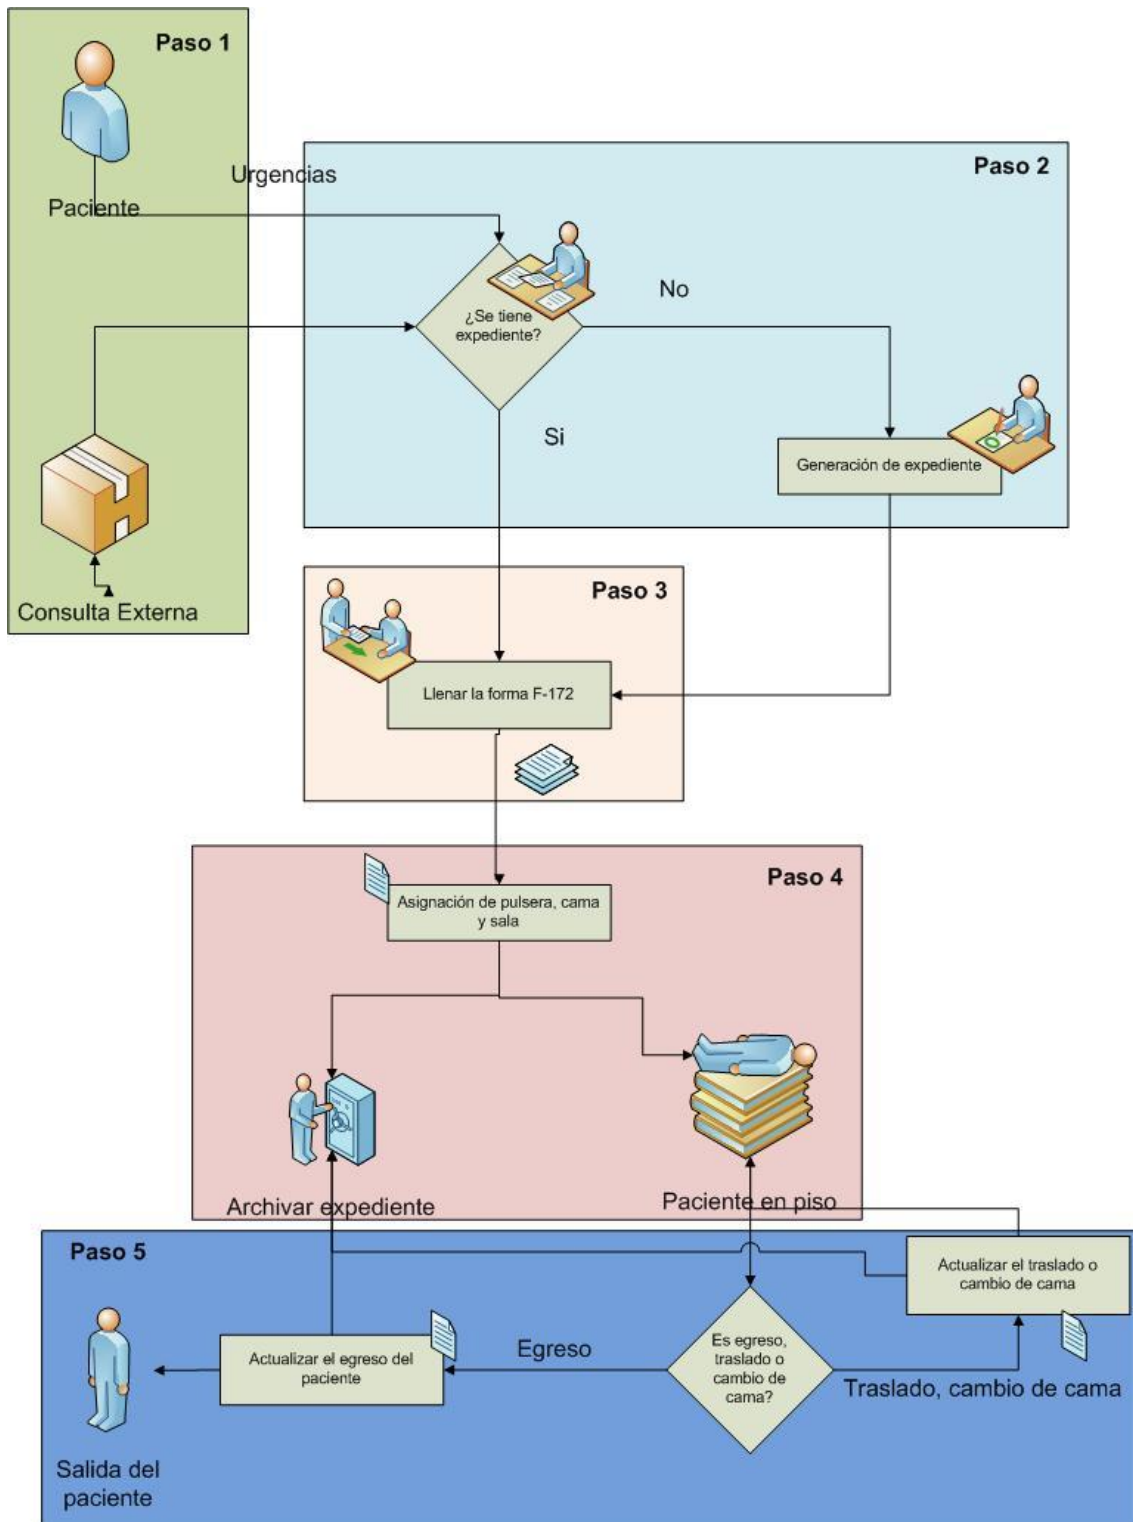 Paso 1
Paciente
Urgencias
Consulta Externa
Paso 2
¿Se tiene
expediente?
No
Si
Generación de expediente
Paso 3
Llenar la forma F-172
Paso 4
Asignación de pulsera, cama
y sala
Archivar expediente
Paciente en piso
Paso 5
Actualizar el traslado o
cambio de cama
Es egreso,
traslado o
cambio de
cama?
Egreso
Traslado, cambio de cama
Actualizar el egreso del
paciente
Salida del
paciente